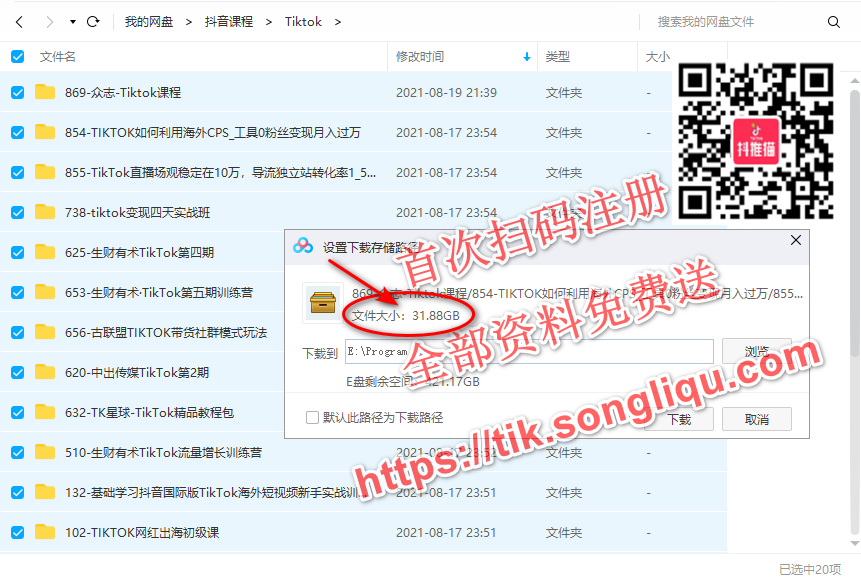 我的网盘 > 抖音课程 > Tiktok >
搜索我的网盘文件
文件名 修改时间 类型 大小
869-众志-Tiktok课程 2021-08-19 21:39 文件夹 -
854-TIKTOK如何利用海外CPS_工具0粉丝变现月入过万 2021-08-17 23:54 文件夹 -
855-TikTok直播场观稳定在10万，导流独立站转化率1_5... 2021-08-17 23:54 文件夹 -
738-tiktok变现四天实战班 2021-08-17 23:54
625-生财有术TikTok第四期
653-生财有术·TikTok第五期训练营
656-古联盟TIKTOK带货社群模式玩法
620-中出传媒TikTok第2期
632-TK星球-TikTok精品教程包
510-生财有术TikTok流量增长训练营 2021-08-17 23:52 文件夹 -
132-基础学习抖音国际版TikTok海外短视频新手实战训... 2021-08-17 23:51 文件夹 -
102-TIKTOK网红出海初级课 2021-08-17 23:51 文件夹 -
已选中20项
设置下载存储路径
869-众志-Tiktok课程/854-TIKTOK如何利用海外CPS_工具0粉丝变现月入过万/855...
文件大小：31.88GB
下载到 E:\Program 浏览
E盘剩余空间：421.17GB
默认此路径为下载路径
下载 取消
抖推猫
首次扫码注册
全部资料免费送
https://tik.songliqu.com